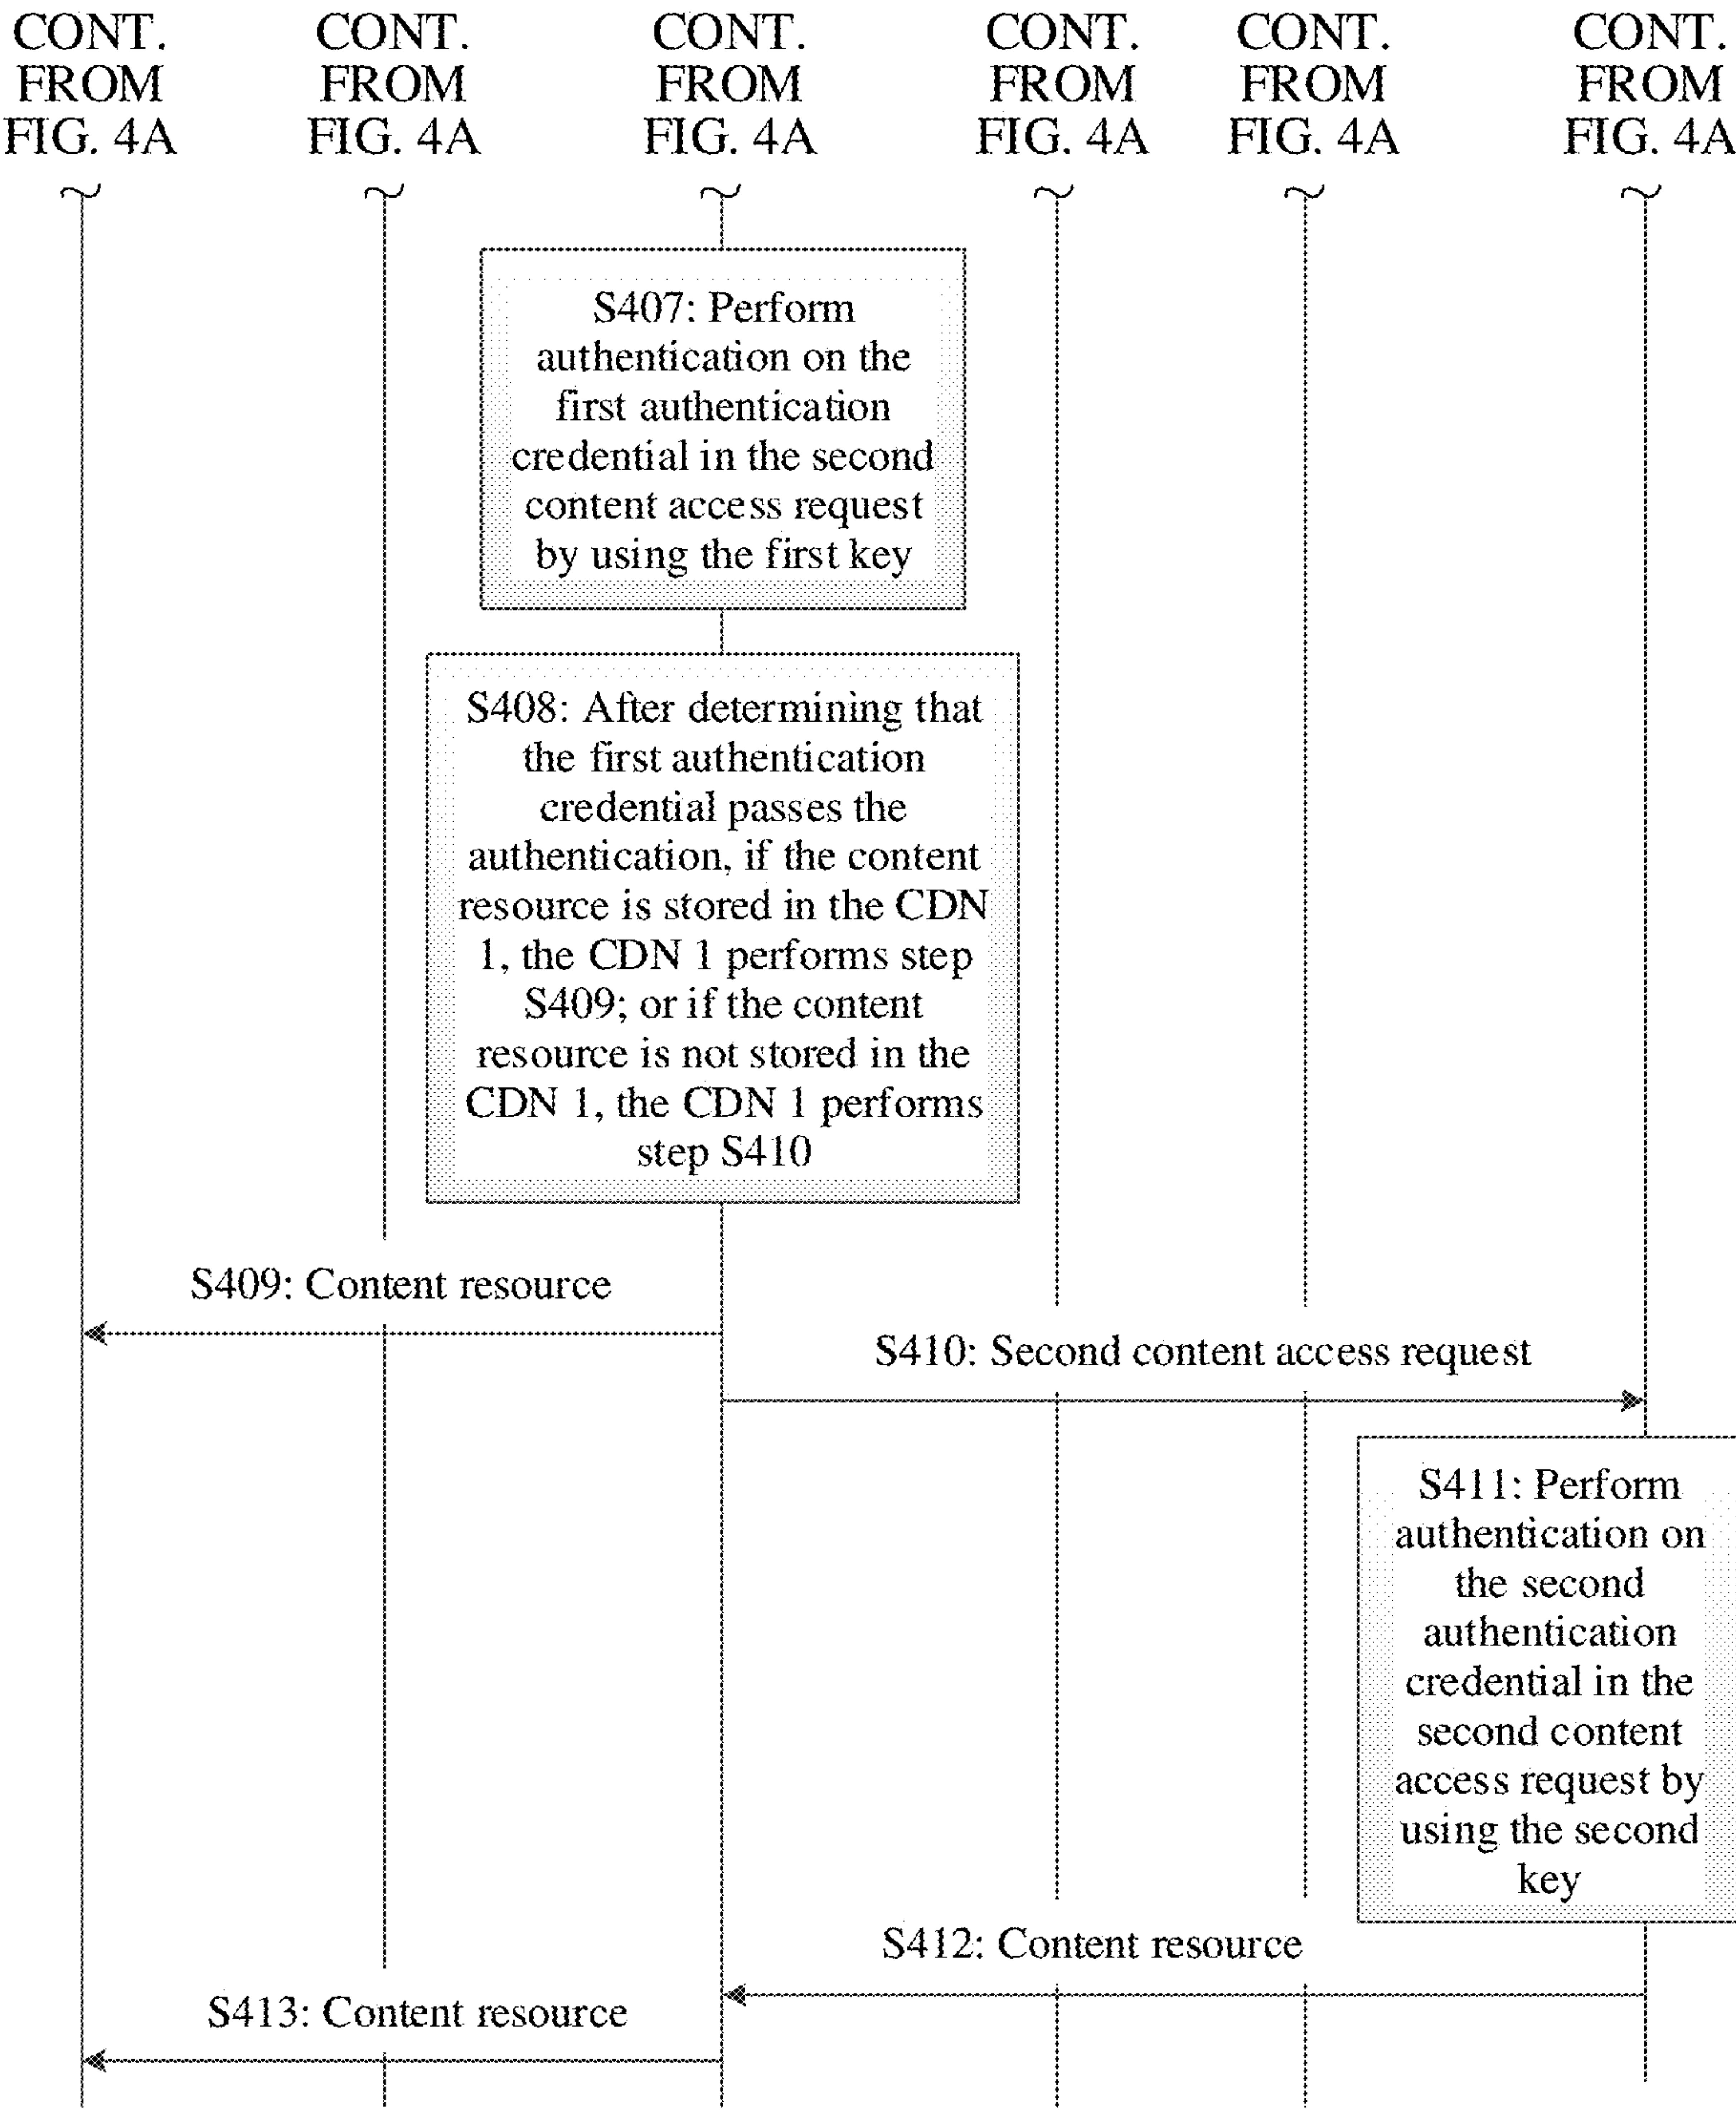 CONT. CONT. CONT. CONT. CONT. CONT.
FROM FROM FROM FROM FROM FROM
FIG. 4A FIG. 4A FIG. 4A FIG. 4A FIG. 4A FIG. 4A
S407: Perform
authentication on the
first authentication
credential in the second
content access request
by using the first key
S408: After determining that
the first authentication
credential passes the
authentication, if the content
resource is stored in the CDN
1, the CDN 1 performs step
S409; or if the content
resource is not stored in the
CDN 1, the CDN 1 performs
step S410
S409: Content resource
S410: Second content access request
S411: Perform
authentication on
the second
authentication
credential in the
second content
access request by
using the second
key
S412: Content resource
S413: Content resource